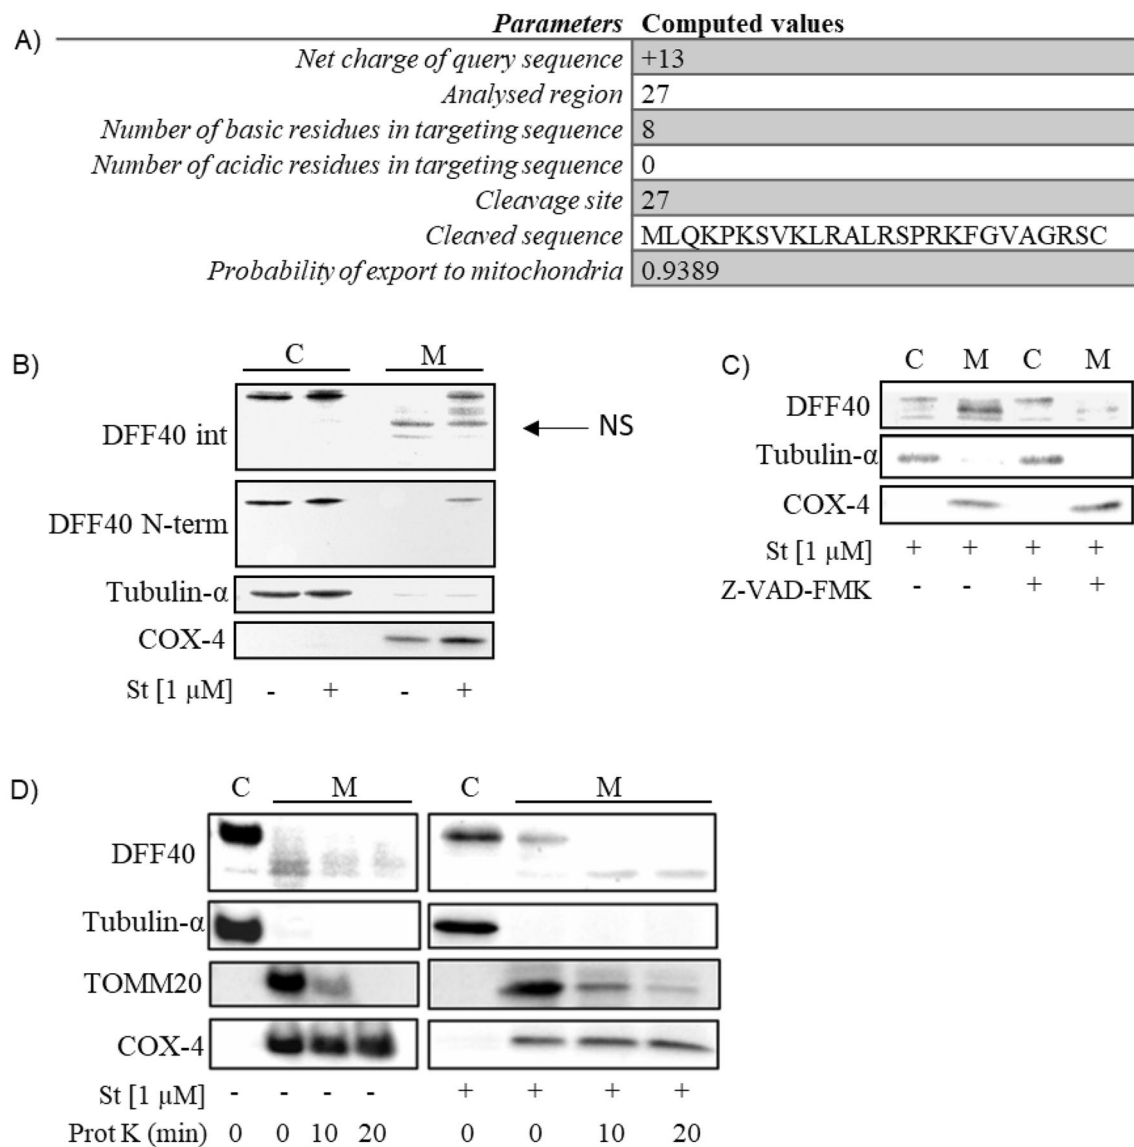 A)
Parameters Computed values
Net charge of query sequence +13
Analysed region 27
Number of basic residues in targeting sequence 8
Number of acidic residues in targeting sequence 0
Cleavage site 27
Cleaved sequence MLQKPKSVKLRALRSPRKFGVAGRSC
Probability of export to mitochondria 0.9389
B)
C M
DFF40 int
NS
DFF40 N-term
Tubulin-α
COX-4
St [1 µM] - + - +
C)
C M C M
DFF40
Tubulin-α
COX-4
St [1 µM] + + + +
Z-VAD-FMK - - + +
D)
C M C M
DFF40
Tubulin-α
TOMM20
COX-4
St [1 µM] - - - - + + + +
Prot K (min) 0 0 10 20 0 0 10 20